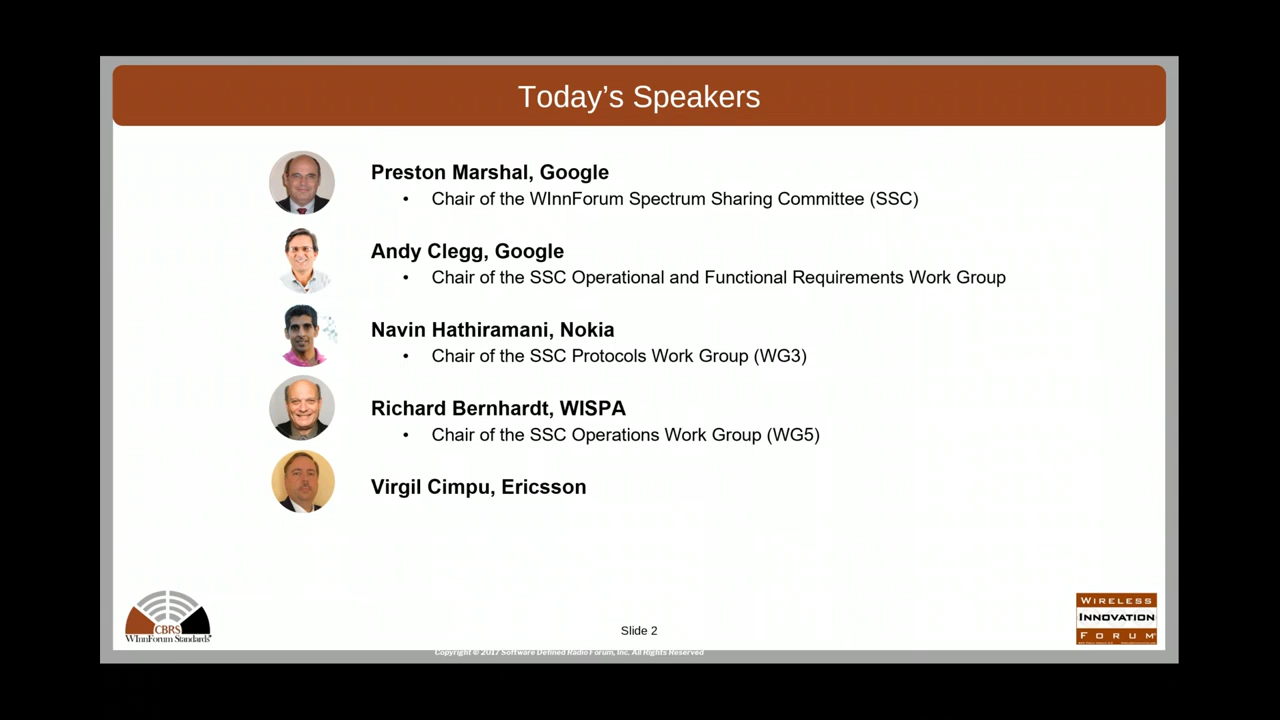 Today’s Speakers
Preston Marshal, Google
• Chair of the WInnForum Spectrum Sharing Committee (SSC)
Andy Clegg, Google
• Chair of the SSC Operational and Functional Requirements Work Group
Navin Hathiramani, Nokia
• Chair of the SSC Protocols Work Group (WG3)
Richard Bernhardt, WISPA
• Chair of the SSC Operations Work Group (WG5)
Virgil Cimpu, Ericsson
CBRS
WInnForum Standards
Slide 2
WIRELESS
INNOVATION
FORUM
Copyright © 2017 Software Defined Radio Forum, Inc. All Rights Reserved